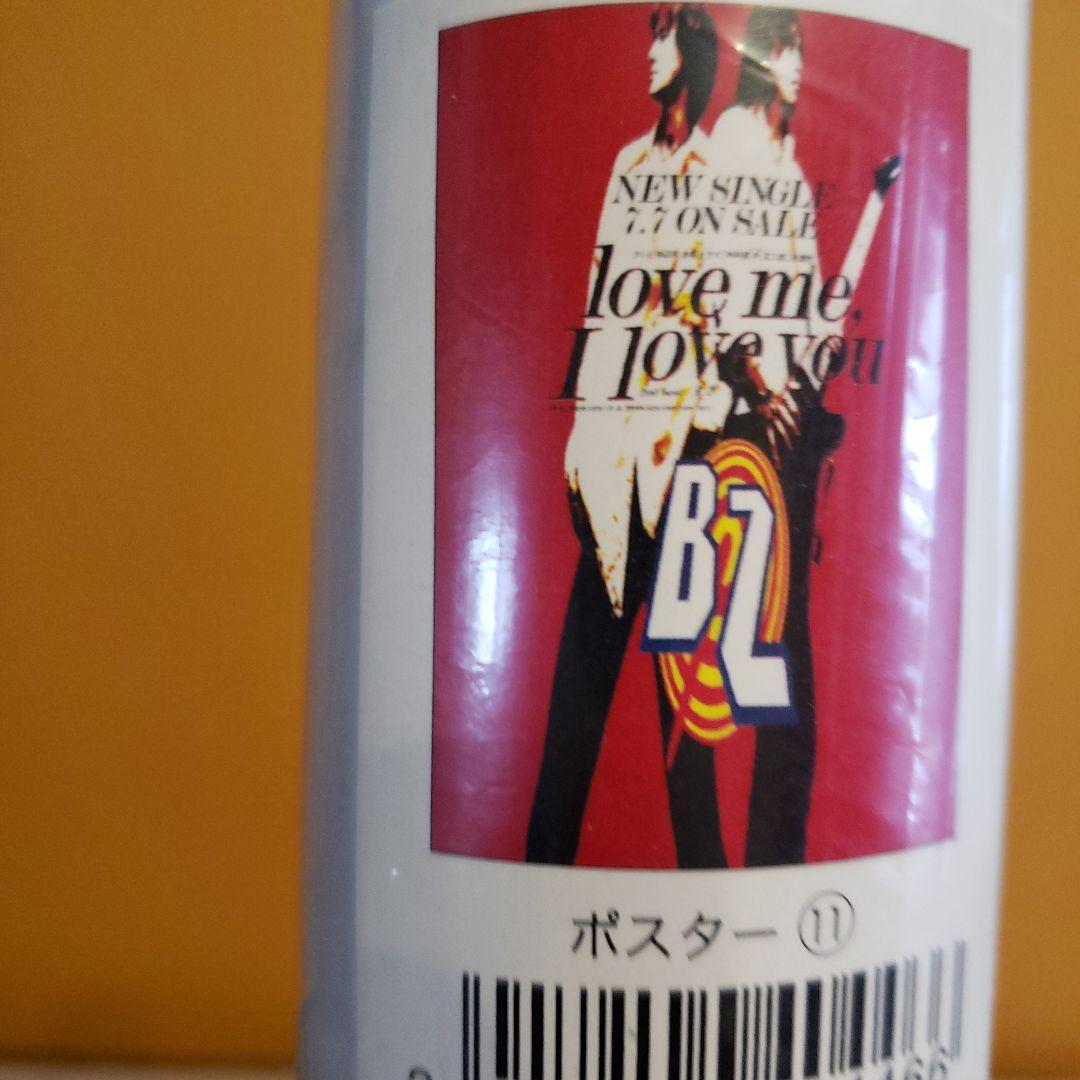 NEW SINGLE
7.7 ON SALE
love me,
I love you
B'z
ポスター ⑪